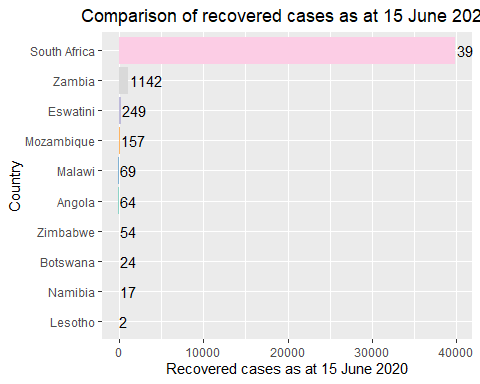 Comparison of recovered cases as at 15 June 202
South Africa 39
Zambia 1142
Eswatini 249
Mozambique 157
Malawi 69
Angola 64
Zimbabwe 54
Botswana 24
Namibia 17
Lesotho 2
Country
0 10000 20000 30000 40000
Recovered cases as at 15 June 2020